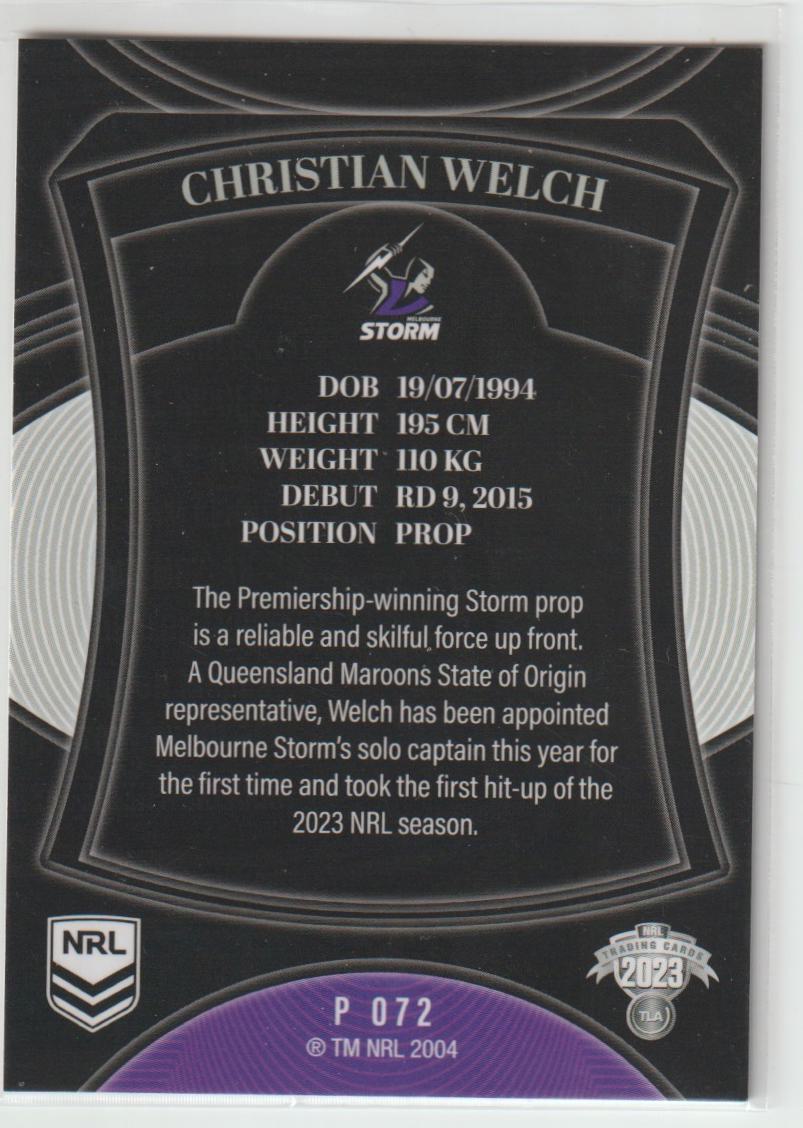 CHRISTIAN WELCH
MELBOURNE
STORM
DOB 19/07/1994
HEIGHT 195 CM
WEIGHT 110 KG
DEBUT RD 9, 2015
POSITION PROP
The Premiership-winning Storm prop
is a reliable and skilful force up front.
A Queensland Maroons State of Origin
representative, Welch has been appointed
Melbourne Storm's solo captain this year for
the first time and took the first hit-up of the
2023 NRL season.
NRL
NRL
TRADING CARDS
2023
TLA
P 072
® TM NRL 2004